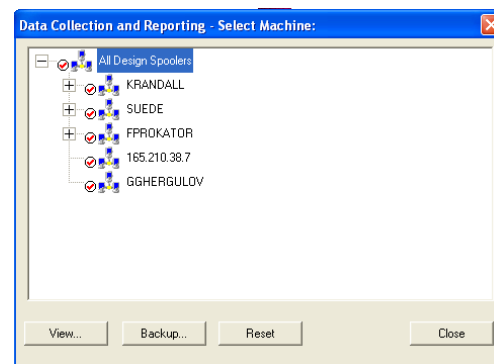 Data Collection and Reporting - Select Machine:
All Design Spoolers
KRANDALL
SUEDE
FPROKATOR
165.210.38.7
GGHERGULOV
View... Backup... Reset Close